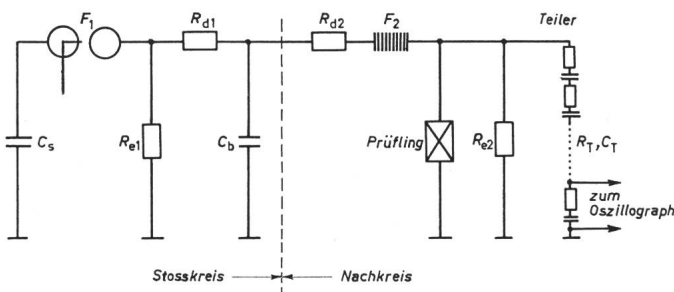 F1
Rd1
Rd2
F2
Teiler
Cs
Re1
Cb
Prüfling
Re2
RT, CT
zum
Oszillograph
Stosskreis
Nachkreis